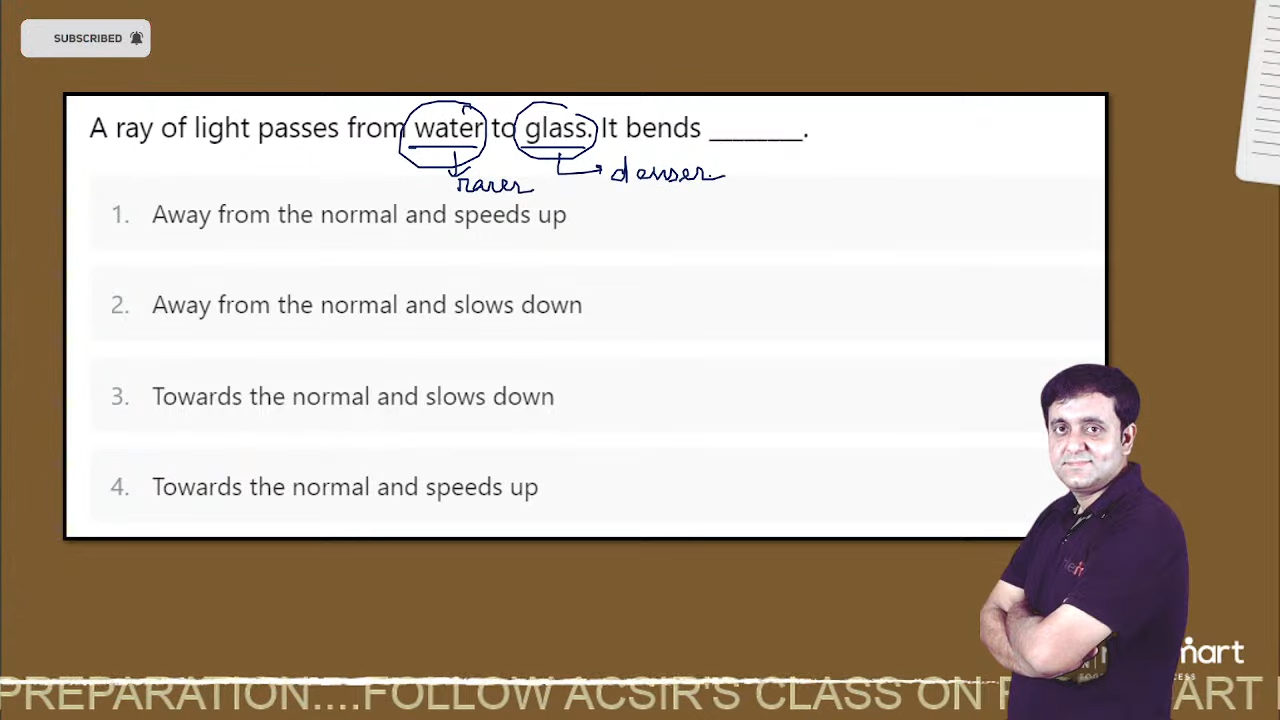 SUBSCRIBED
A ray of light passes from water to glass. It bends ________.
rarer
denser
1. Away from the normal and speeds up
2. Away from the normal and slows down
3. Towards the normal and slows down
4. Towards the normal and speeds up
PREPARATION....FOLLOW ACSIR'S CLASS ON